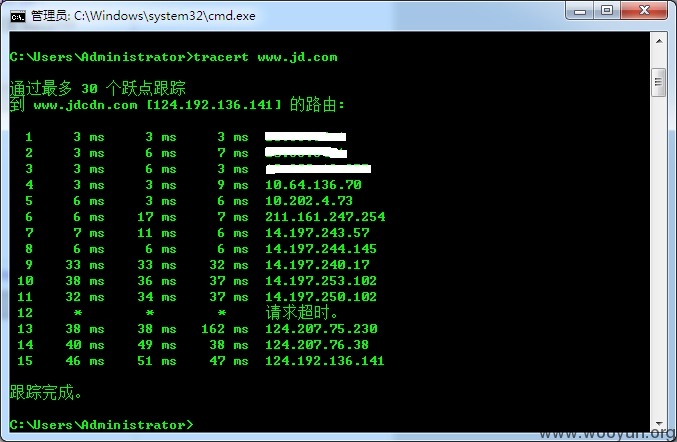 管理员: C:\Windows\system32\cmd.exe
C:\Users\Administrator>tracert www.jd.com
通过最多 30 个跃点跟踪
到 www.jdcdn.com [124.192.136.141] 的路由:
1 3 ms 3 ms 3 ms
2 3 ms 6 ms 7 ms
3 3 ms 6 ms 3 ms
4 3 ms 3 ms 9 ms 10.64.136.70
5 6 ms 3 ms 6 ms 10.202.4.73
6 6 ms 17 ms 7 ms 211.161.247.254
7 7 ms 11 ms 6 ms 14.197.243.57
8 6 ms 6 ms 6 ms 14.197.244.145
9 33 ms 33 ms 32 ms 14.197.240.17
10 38 ms 36 ms 37 ms 14.197.253.102
11 32 ms 34 ms 37 ms 14.197.250.102
12 * * * 请求超时。
13 38 ms 38 ms 162 ms 124.207.75.230
14 40 ms 49 ms 38 ms 124.207.76.38
15 46 ms 51 ms 47 ms 124.192.136.141
跟踪完成。
C:\Users\Administrator>
www.wooyun.org